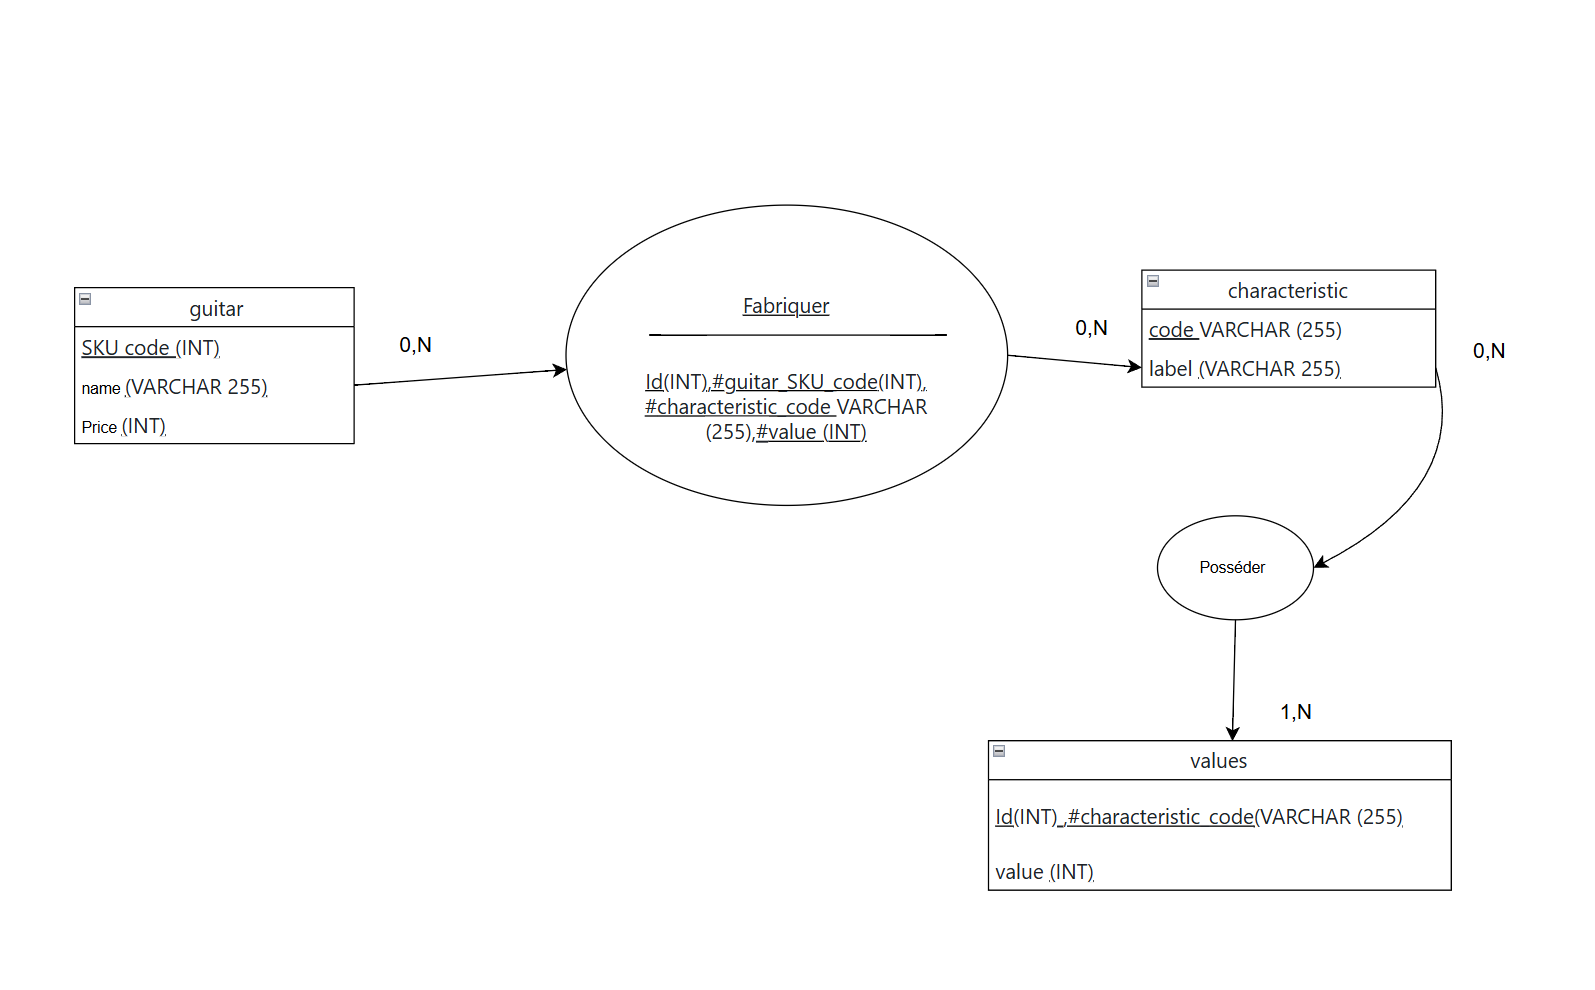 guitar
SKU code (INT)
name (VARCHAR 255)
Price (INT)
0,N
Fabriquer
Id(INT),#guitar_SKU_code(INT),
#characteristic_code VARCHAR
(255),#value (INT)
0,N
characteristic
code VARCHAR (255)
label (VARCHAR 255)
0,N
Posséder
1,N
values
Id(INT) ,#characteristic_code(VARCHAR (255)
value (INT)